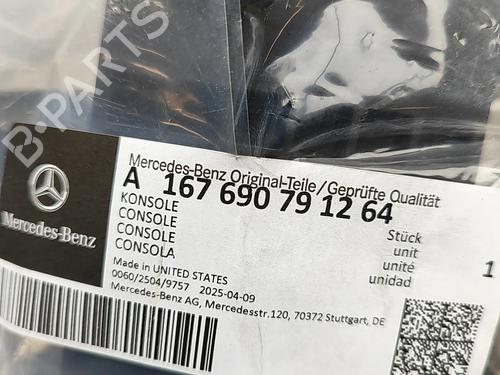 B-PARTS
Mercedes-Benz Original-Teile/Geprüfte Qualität
A 167 690 79 12 64
KONSOLE
CONSOLE
CONSOLE
CONSOLA
Stück
unit
unité
unidad
1
Made in UNITED STATES
0060/2504/9757 2025-04-09
Mercedes-Benz AG, Mercedesstr.120, 70372 Stuttgart, DE
Mercedes-Benz